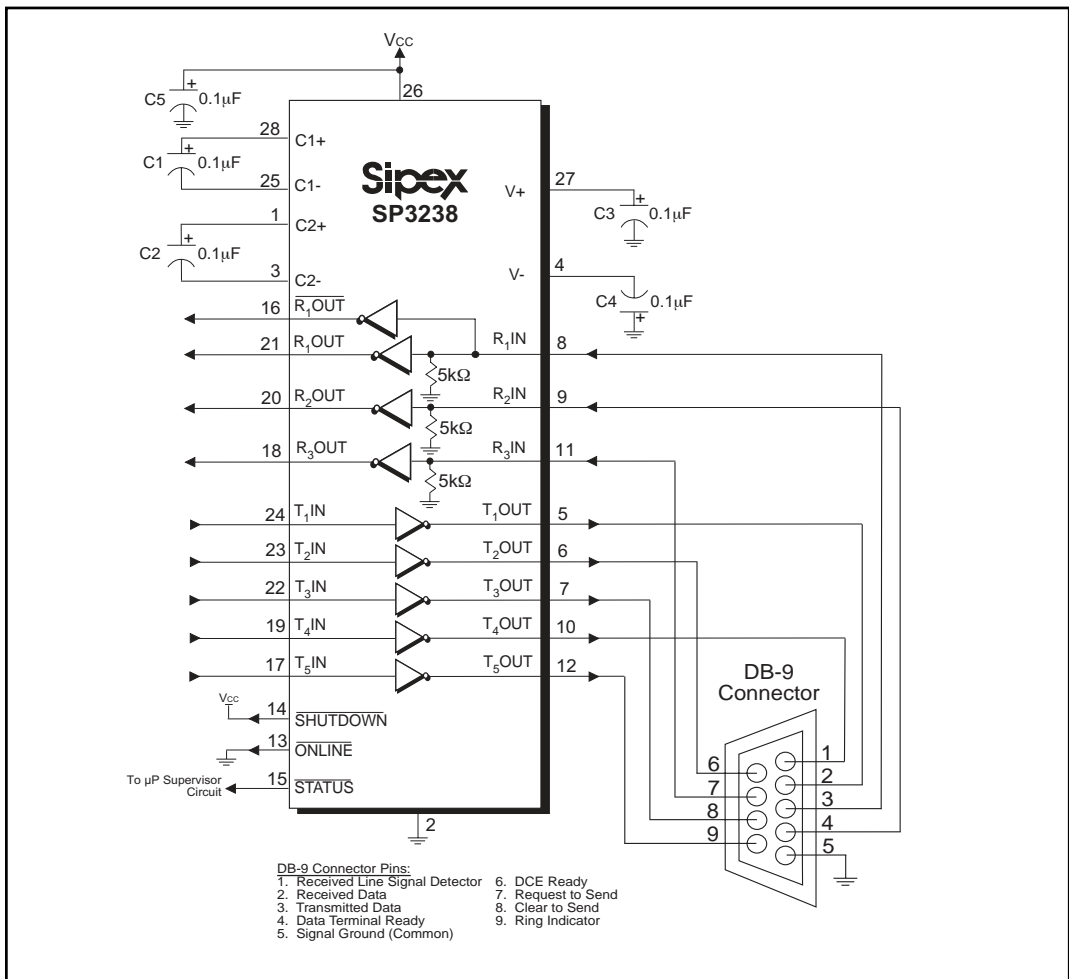 VCC
26
C5
+
0.1µF
28
C1+
C1
+
0.1µF
25
C1-
1
C2+
C2
+
0.1µF
3
C2-
Sipex
SP3238
V+
27
+
C3
0.1µF
V-
4
C4
0.1µF
+
16
R1OUT
21
R1OUT
R1IN
8
5kΩ
20
R2OUT
R2IN
9
5kΩ
18
R3OUT
R3IN
11
5kΩ
24
T1IN
T1OUT
5
23
T2IN
T2OUT
6
22
T3IN
T3OUT
7
19
T4IN
T4OUT
10
17
T5IN
T5OUT
12
VCC
14
SHUTDOWN
13
ONLINE
To µP Supervisor
Circuit
15
STATUS
2
DB-9
Connector
6
7
8
9
1
2
3
4
5
DB-9 Connector Pins:
1. Received Line Signal Detector
2. Received Data
3. Transmitted Data
4. Data Terminal Ready
5. Signal Ground (Common)
6. DCE Ready
7. Request to Send
8. Clear to Send
9. Ring Indicator